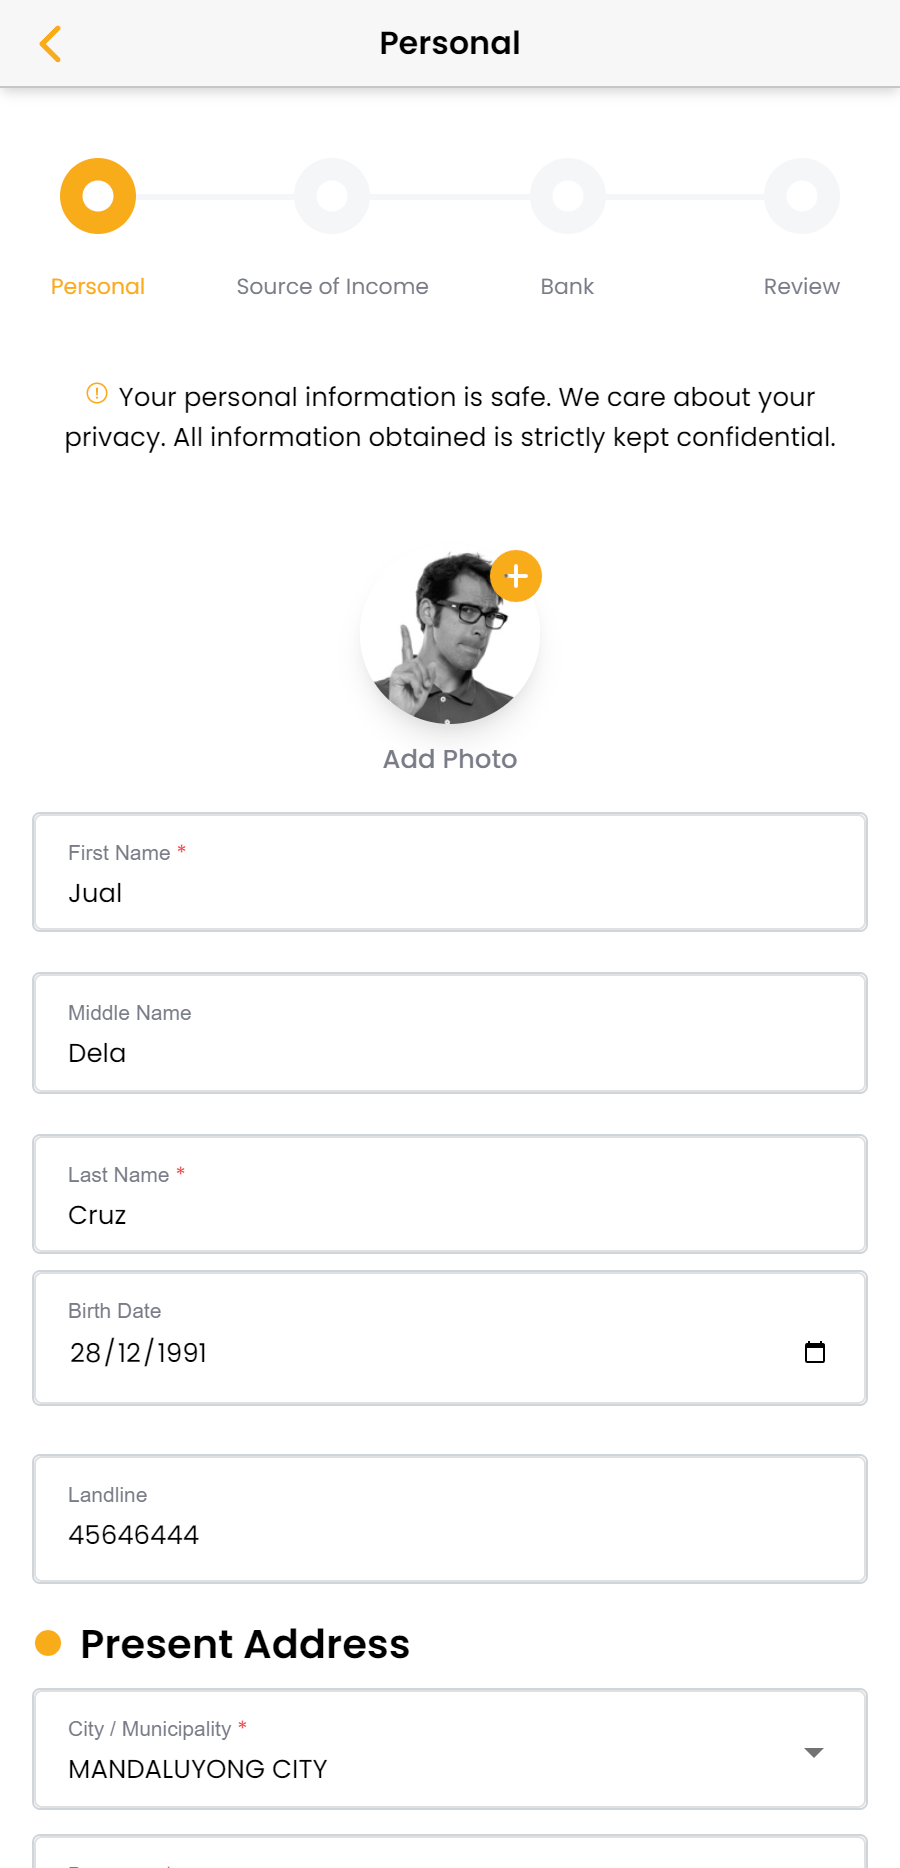 Personal
Personal
Source of Income
Bank
Review
Your personal information is safe. We care about your
privacy. All information obtained is strictly kept confidential.
Add Photo
First Name *
Jual
Middle Name
Dela
Last Name *
Cruz
Birth Date
28/12/1991
Landline
45646444
Present Address
City / Municipality *
MANDALUYONG CITY